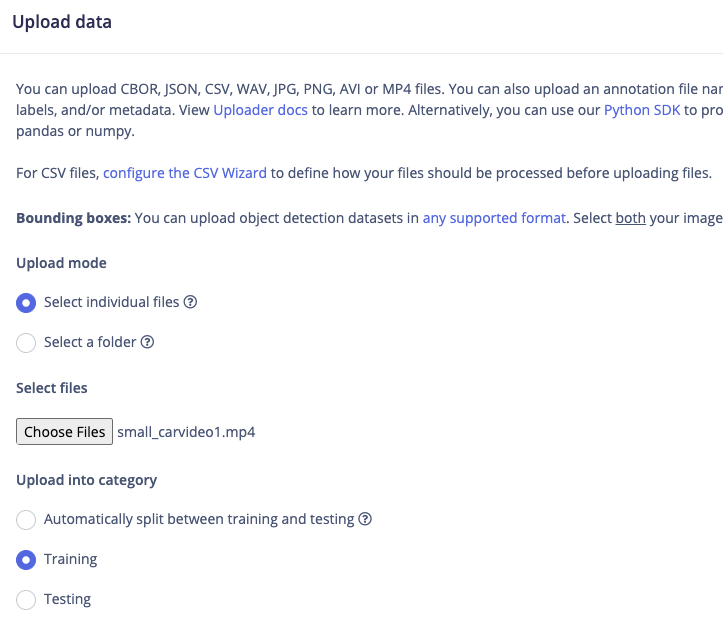 Upload data
You can upload CBOR, JSON, CSV, WAV, JPG, PNG, AVI or MP4 files. You can also upload an annotation file
labels, and/or metadata. View Uploader docs to learn more. Alternatively, you can use our Python SDK to
pandas or numpy.
For CSV files, configure the CSV Wizard to define how your files should be processed before uploading files.
Bounding boxes: You can upload object detection datasets in any supported format. Select both your image
Upload mode
Select individual files ?
Select a folder ?
Select files
Choose Files small_carvideo1.mp4
Upload into category
Automatically split between training and testing ?
Training
Testing